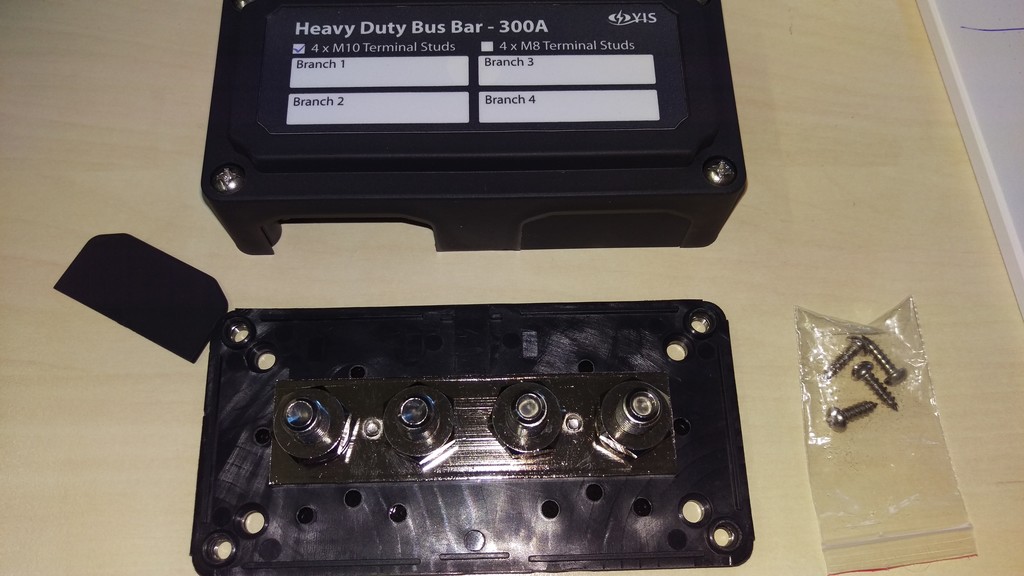 Heavy Duty Bus Bar - 300A
VIS
4 x M10 Terminal Studs
4 x M8 Terminal Studs
Branch 1
Branch 3
Branch 2
Branch 4